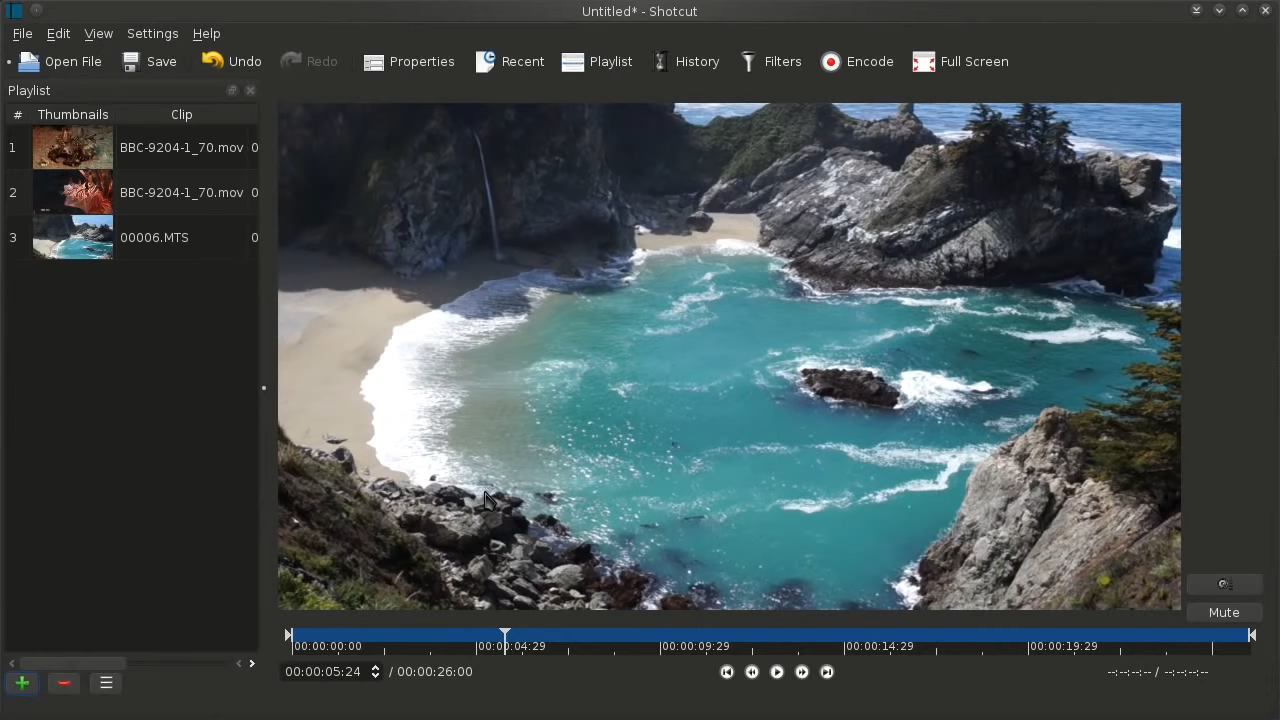 Untitled* - Shotcut
File Edit View Settings Help
Open File Save Undo Redo Properties Recent Playlist History Filters Encode Full Screen
Playlist
# Thumbnails Clip
1 BBC-9204-1_70.mov 0
2 BBC-9204-1_70.mov 0
3 00006.MTS 0
Mute
00:00:00:00 00:00:04:29 00:00:09:29 00:00:14:29 00:00:19:29
00:00:05:24 / 00:00:26:00 --:--:--:-- / --:--:--:--